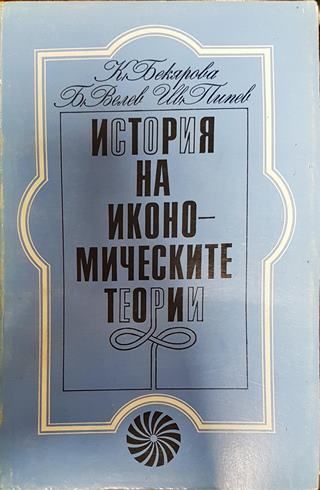 К. Бекярова
Б. Велев Ив. Пипев
ИСТОРИЯ
НА
ИКОНО-
МИЧЕСКИТЕ
ТЕОРИИ